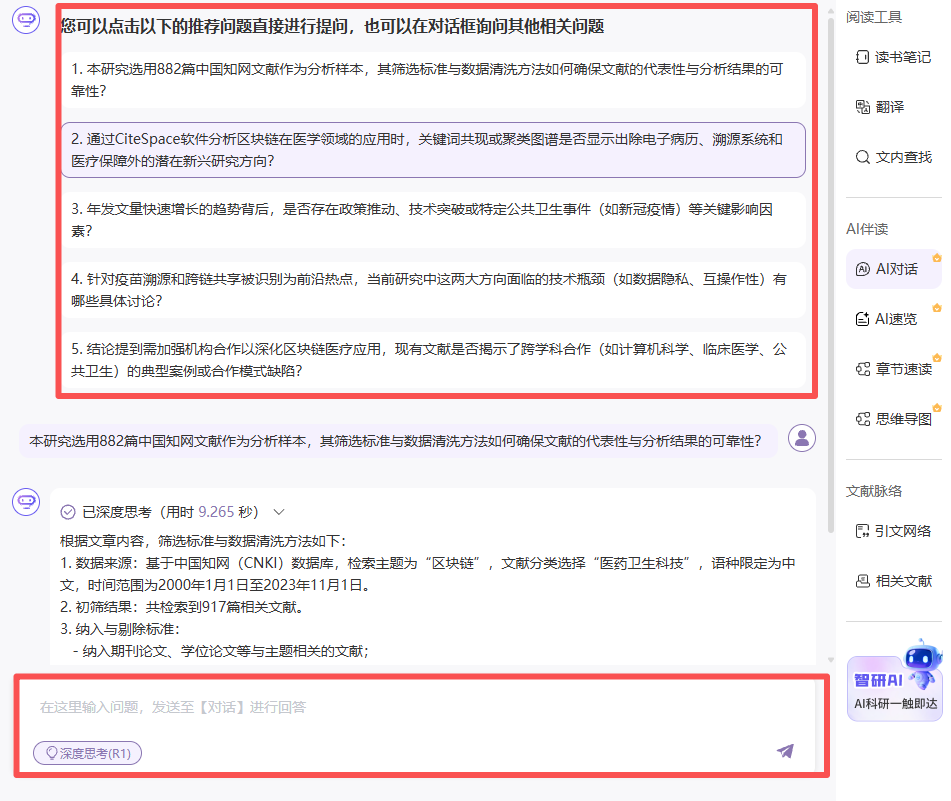 您可以点击以下的推荐问题直接进行提问，也可以在对话框询问其他相关问题
1. 本研究选用882篇中国知网文献作为分析样本，其筛选标准与数据清洗方法如何确保文献的代表性与分析结果的可
靠性？
2. 通过CiteSpace软件分析区块链在医学领域的应用时，关键词共现或聚类图谱是否显示出除电子病历、溯源系统和
医疗保障外的潜在新兴研究方向？
3. 年发文量快速增长的趋势背后，是否存在政策推动、技术突破或特定公共卫生事件（如新冠疫情）等关键影响因
素？
4. 针对疫苗溯源和跨链共享被识别为前沿热点，当前研究中这两大方向面临的技术瓶颈（如数据隐私、互操作性）有
哪些具体讨论？
5. 结论提到需加强机构合作以深化区块链医疗应用，现有文献是否揭示了跨学科合作（如计算机科学、临床医学、公
共卫生）的典型案例或合作模式缺陷？
本研究选用882篇中国知网文献作为分析样本，其筛选标准与数据清洗方法如何确保文献的代表性与分析结果的可靠性？
已深度思考（用时 9.265 秒）
根据文章内容，筛选标准与数据清洗方法如下：
1. 数据来源：基于中国知网（CNKI）数据库，检索主题为“区块链”，文献分类选择“医药卫生科技”，语种限定为中
文，时间范围为2000年1月1日至2023年11月1日。
2. 初筛结果：共检索到917篇相关文献。
3. 纳入与剔除标准：
- 纳入期刊论文、学位论文等与主题相关的文献；
在这里输入问题，发送至【对话】进行回答
深度思考(R1)
阅读工具
读书笔记
翻译
文内查找
AI伴读
AI对话
AI速览
章节速读
思维导图
文献脉络
引文网络
相关文献
智研AI
AI科研一触即达